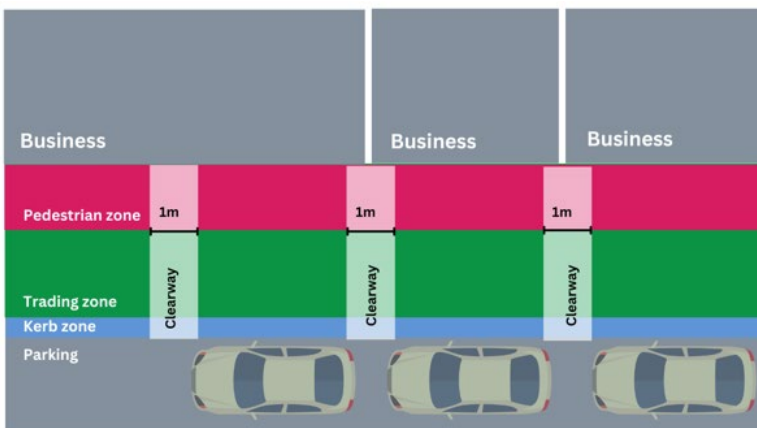 Business
Business
Business
Pedestrian zone
1m
1m
1m
Trading zone
Clearway
Clearway
Clearway
Kerb zone
Parking